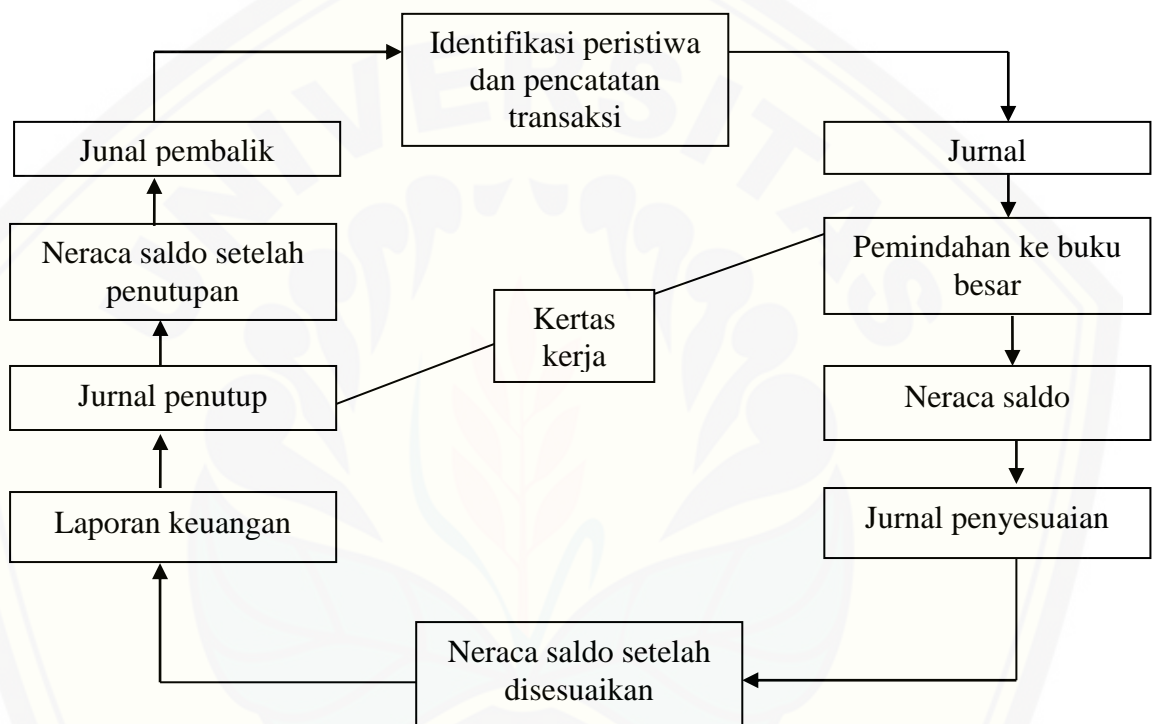 Identifikasi peristiwa
dan pencatatan
transaksi
Jurnal
Pemindahan ke buku
besar
Neraca saldo
Jurnal penyesuaian
Neraca saldo setelah
disesuaikan
Laporan keuangan
Jurnal penutup
Neraca saldo setelah
penutupan
Junal pembalik
Kertas
kerja
UNIVERSITAS